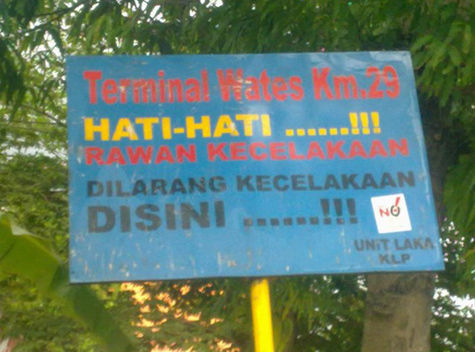 Terminal Wates Km.29
HATI-HATI ......!!!
RAWAN KECELAKAAN
DILARANG KECELAKAAN
DISINI .......!!!
NO
UNiT LAKA
KLP